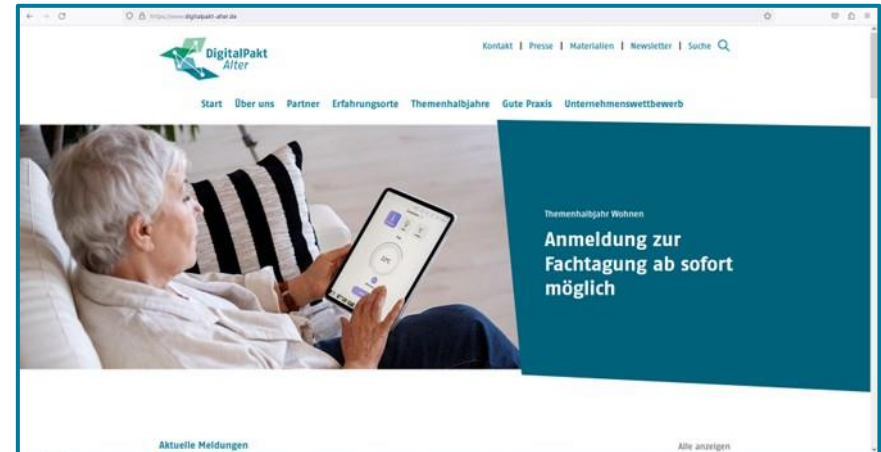 https://www.digitalpakt-alter.de
DigitalPakt
Alter
Kontakt | Presse | Materialien | Newsletter | Suche
Start Über uns Partner Erfahrungsorte Themenhalbjahre Gute Praxis Unternehmenswettbewerb
Themenhalbjahr Wohnen
Anmeldung zur
Fachtagung ab sofort
möglich
22°C
Aktuelle Meldungen
Alle anzeigen